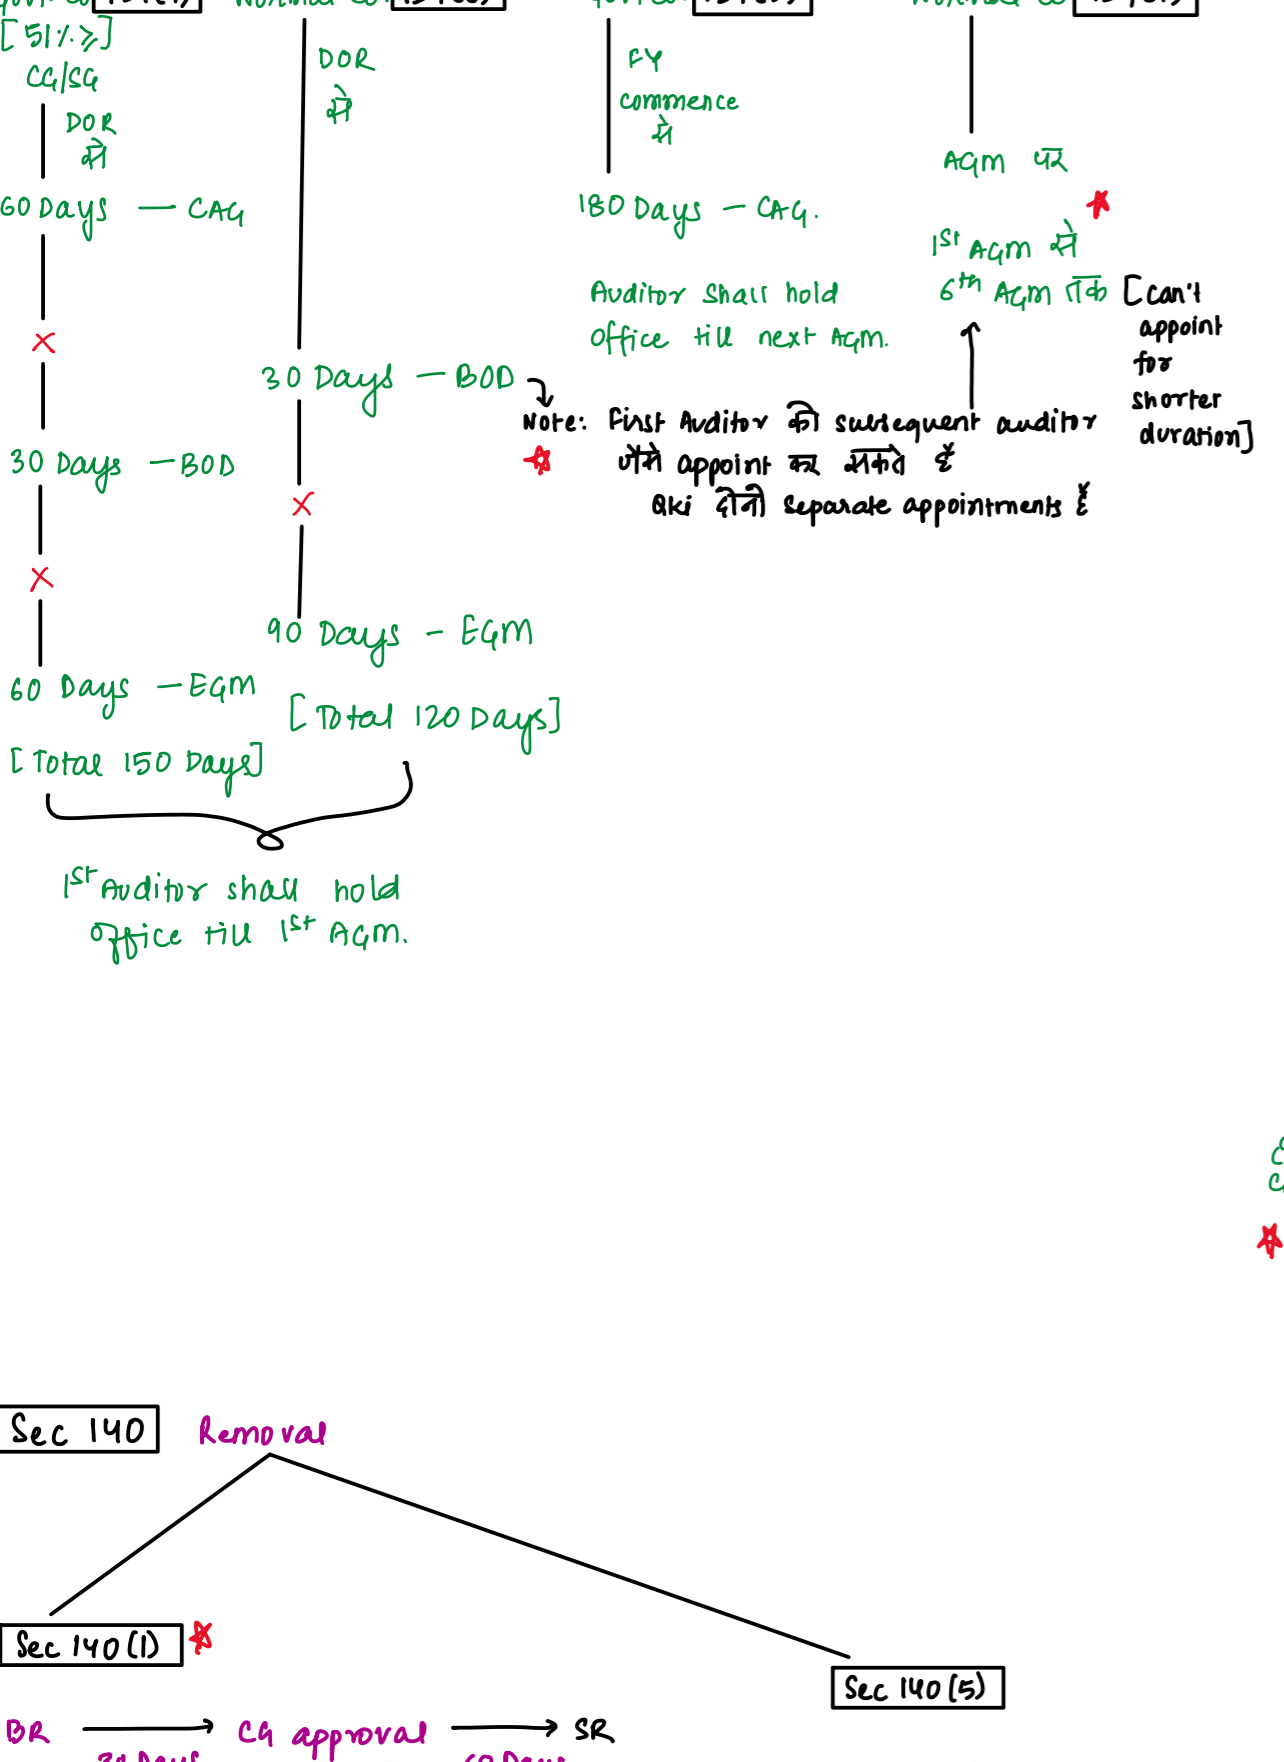 [51%≥]
CG/SG
DOR
से
60 Days — CAG
30 Days — BOD
60 Days — EGM
[Total 150 Days]
DOR
से
30 Days — BOD
90 Days — EGM
[Total 120 Days]
1st Auditor shall hold
office till 1st AGM.
FY
commence
से
180 Days — CAG.
Auditor shall hold
office till next AGM.
AGM पर
1st AGM से
6th AGM तक [can't
appoint
for
shorter
duration]
Note: First Auditor को subsequent auditor
appoint कर सकते हैं
दोनों separate appointments हैं
Sec 140 Removal
Sec 140(1)
Sec 140(5)
BR → CG approval → SR